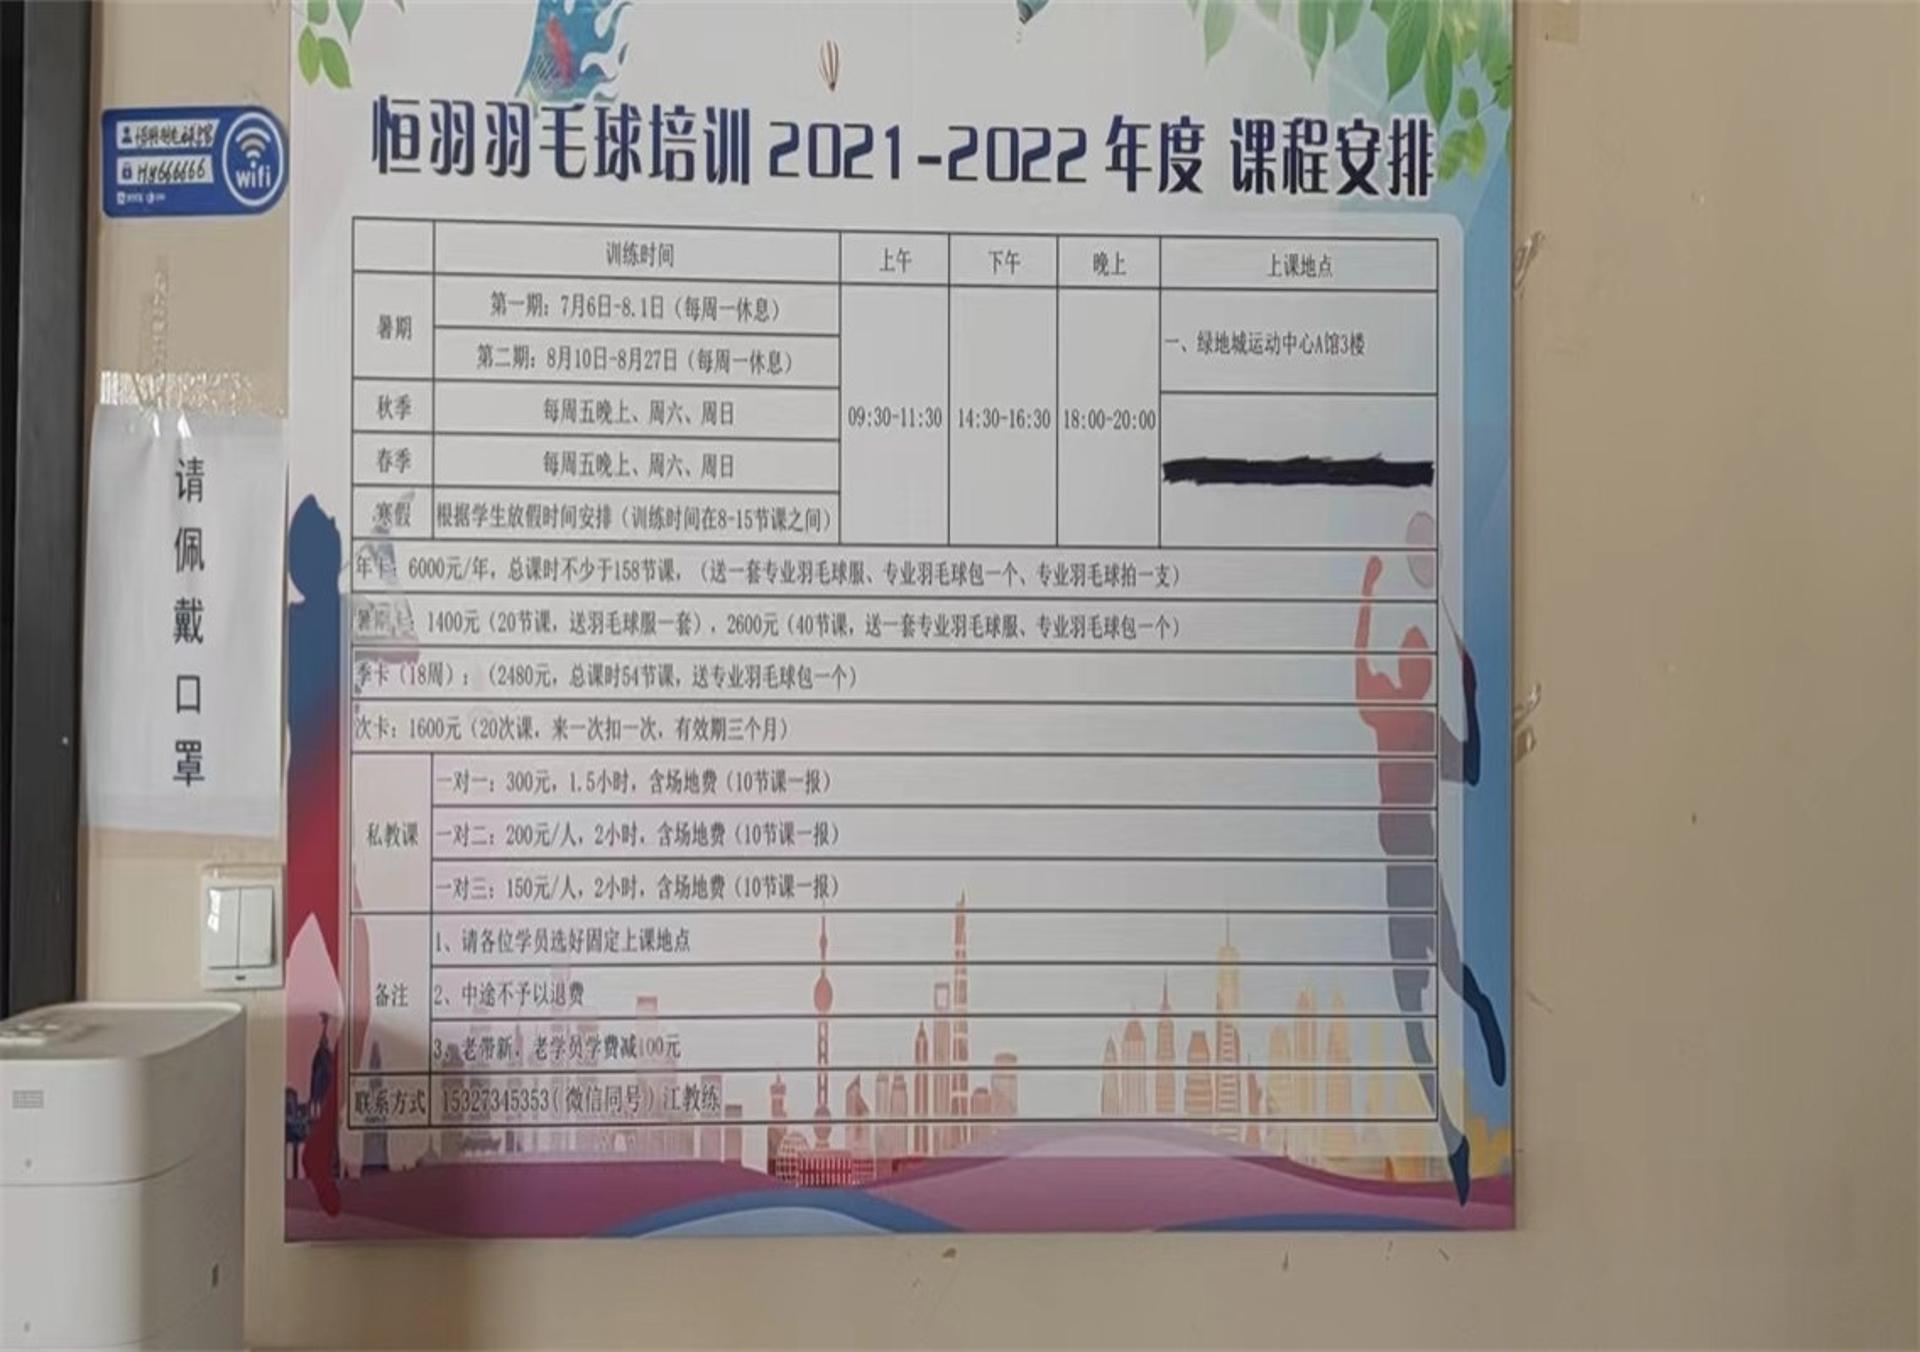 恒羽羽毛球培训 2021-2022 年度 课程安排
HY666666
wifi
请佩戴口罩
训练时间 上午 下午 晚上 上课地点
暑期 第一期：7月6日-8.1日（每周一休息）
第二期：8月10日-8月27日（每周一休息）
一、绿地城运动中心A馆3楼
秋季 每周五晚上、周六、周日
09:30-11:30 14:30-16:30 18:00-20:00
春季 每周五晚上、周六、周日
寒假 根据学生放假时间安排（训练时间在8-15节课之间）
年卡：6000元/年，总课时不少于158节课，（送一套专业羽毛球服、专业羽毛球包一个、专业羽毛球拍一支）
暑期卡：1400元（20节课，送羽毛球服一套），2600元（40节课，送一套专业羽毛球服、专业羽毛球包一个）
季卡（18周）：（2480元，总课时54节课，送专业羽毛球包一个）
次卡：1600元（20次课，来一次扣一次，有效期三个月）
私教课 一对一：300元，1.5小时，含场地费（10节课一报）
一对二：200元/人，2小时，含场地费（10节课一报）
一对三：150元/人，2小时，含场地费（10节课一报）
备注 1、请各位学员选好固定上课地点
2、中途不予以退费
3、老带新，老学员学费减100元
联系方式 15327345353（微信同号）江教练